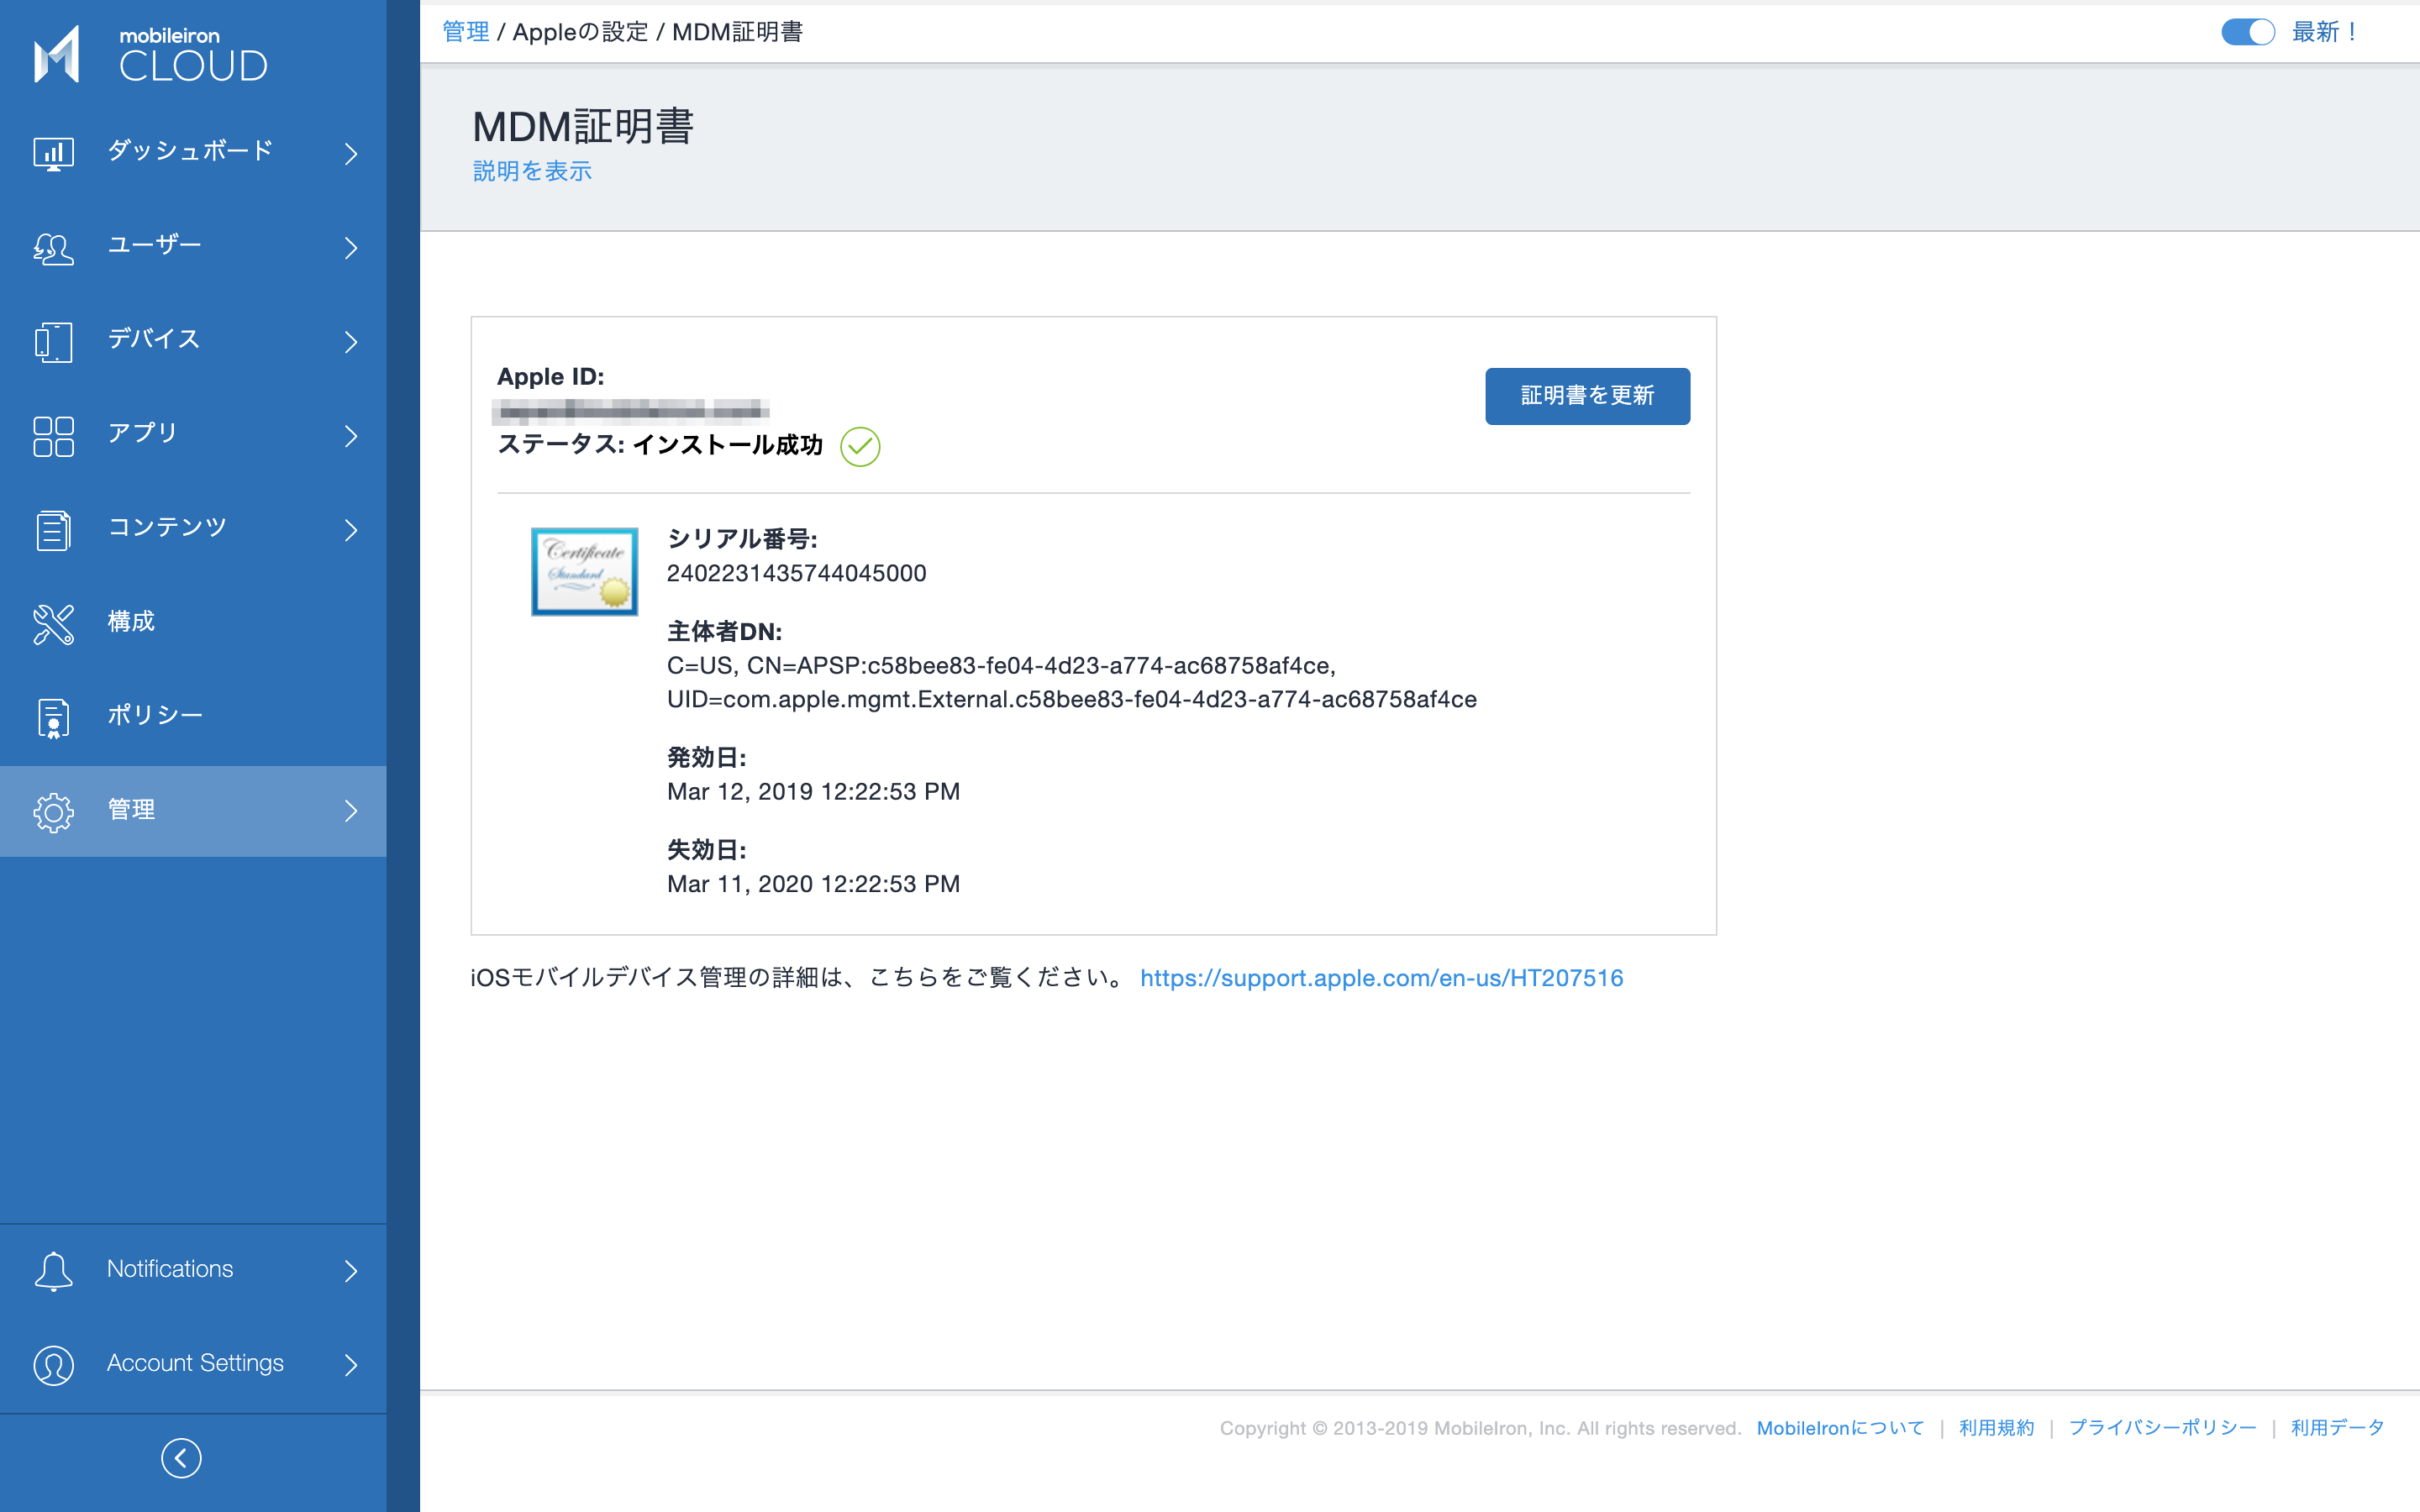 mobileiron
CLOUD
ダッシュボード
ユーザー
デバイス
アプリ
コンテンツ
構成
ポリシー
管理
Notifications
Account Settings
管理 / Appleの設定 / MDM証明書
最新！
MDM証明書
説明を表示
Apple ID:
証明書を更新
ステータス: インストール成功
Certificate
Standard
シリアル番号:
2402231435744045000
主体者DN:
C=US, CN=APSP:c58bee83-fe04-4d23-a774-ac68758af4ce,
UID=com.apple.mgmt.External.c58bee83-fe04-4d23-a774-ac68758af4ce
発効日:
Mar 12, 2019 12:22:53 PM
失効日:
Mar 11, 2020 12:22:53 PM
iOSモバイルデバイス管理の詳細は、こちらをご覧ください。 https://support.apple.com/en-us/HT207516
Copyright © 2013-2019 MobileIron, Inc. All rights reserved. MobileIronについて | 利用規約 | プライバシーポリシー | 利用データ